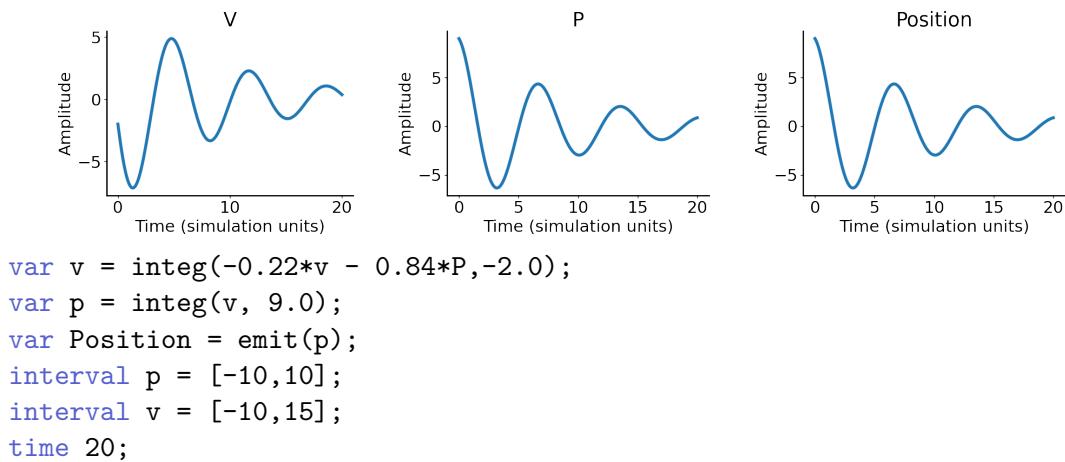 V
P
Position
5
0
−5
Amplitude
0
10
20
Time (simulation units)
5
0
−5
Amplitude
0
5
10
15
20
Time (simulation units)
5
0
−5
Amplitude
0
5
10
15
20
Time (simulation units)
var v = integ(-0.22*v - 0.84*P,-2.0);
var p = integ(v, 9.0);
var Position = emit(p);
interval p = [-10,10];
interval v = [-10,15];
time 20;